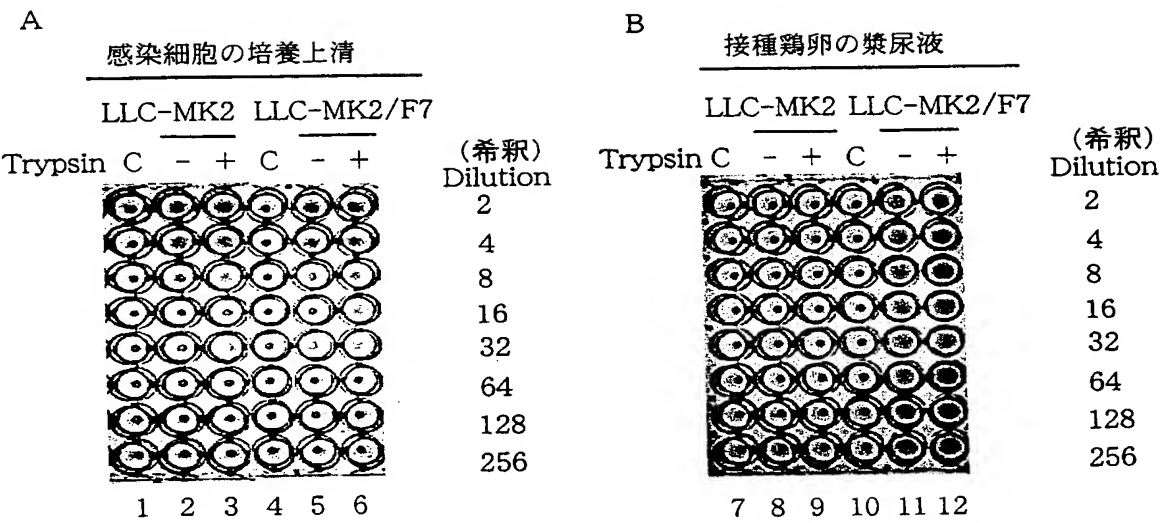 A
感染細胞の培養上清
LLC-MK2 LLC-MK2/F7
Trypsin C - + C - +
(希釈)
Dilution
2
4
8
16
32
64
128
256
1 2 3 4 5 6
B
接種鶏卵の漿尿液
LLC-MK2 LLC-MK2/F7
Trypsin C - + C - +
(希釈)
Dilution
2
4
8
16
32
64
128
256
7 8 9 10 11 12